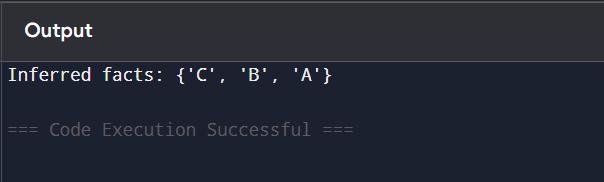 Output
Inferred facts: {'C', 'B', 'A'}
=== Code Execution Successful ===